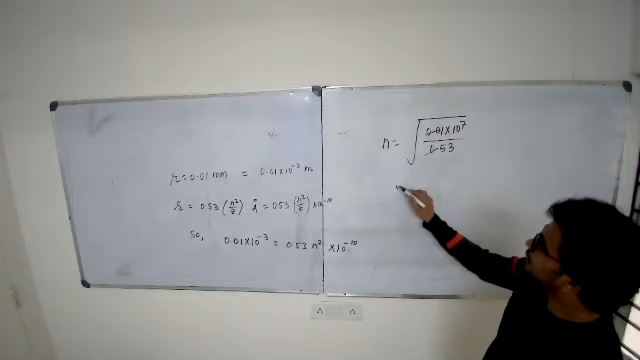 r = 0.01 mm = 0.01 × 10⁻³ m
r = 0.53 (n²/z) Å = 0.53 (n²/z) × 10⁻¹⁰
So, 0.01 × 10⁻³ = 0.53 n² × 10⁻¹⁰
n = √(0.01 × 10⁷ / 0.53)